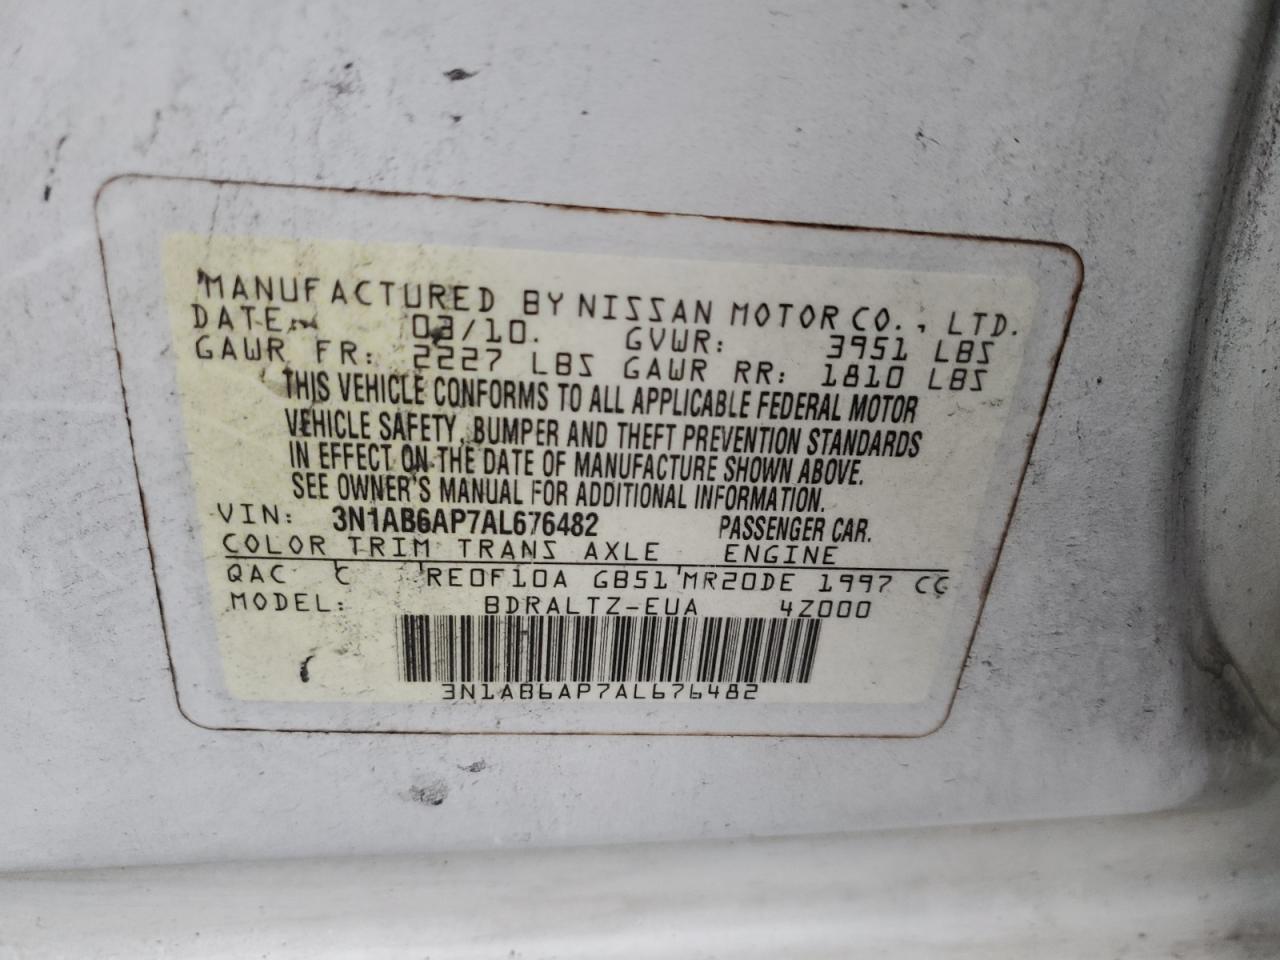 MANUFACTURED BY NISSAN MOTOR CO., LTD.
DATE: 03/10. GVWR: 3951 LBS
GAWR FR: 2227 LBS GAWR RR: 1810 LBS
THIS VEHICLE CONFORMS TO ALL APPLICABLE FEDERAL MOTOR
VEHICLE SAFETY, BUMPER AND THEFT PREVENTION STANDARDS
IN EFFECT ON THE DATE OF MANUFACTURE SHOWN ABOVE.
SEE OWNER'S MANUAL FOR ADDITIONAL INFORMATION.
VIN: 3N1AB6AP7AL676482 PASSENGER CAR.
COLOR TRIM TRANS AXLE ENGINE
QAC C RE0F10A GB51 MR20DE 1997 CC
MODEL: BDRALTZ-EUA 4Z000
3N1AB6AP7AL676482